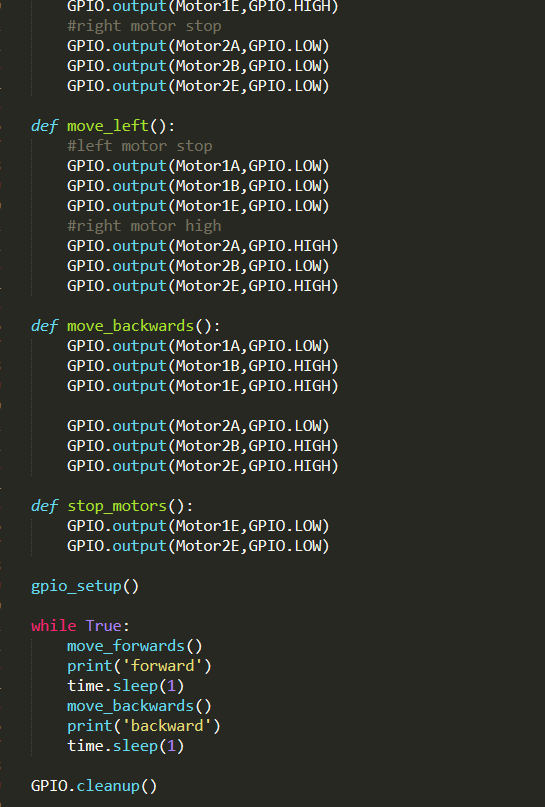 GPIO.output(Motor1E,GPIO.HIGH)
#right motor stop
GPIO.output(Motor2A,GPIO.LOW)
GPIO.output(Motor2B,GPIO.LOW)
GPIO.output(Motor2E,GPIO.LOW)
def move_left():
#left motor stop
GPIO.output(Motor1A,GPIO.LOW)
GPIO.output(Motor1B,GPIO.LOW)
GPIO.output(Motor1E,GPIO.LOW)
#right motor high
GPIO.output(Motor2A,GPIO.HIGH)
GPIO.output(Motor2B,GPIO.LOW)
GPIO.output(Motor2E,GPIO.HIGH)
def move_backwards():
GPIO.output(Motor1A,GPIO.LOW)
GPIO.output(Motor1B,GPIO.HIGH)
GPIO.output(Motor1E,GPIO.HIGH)
GPIO.output(Motor2A,GPIO.LOW)
GPIO.output(Motor2B,GPIO.HIGH)
GPIO.output(Motor2E,GPIO.HIGH)
def stop_motors():
GPIO.output(Motor1E,GPIO.LOW)
GPIO.output(Motor2E,GPIO.LOW)
gpio_setup()
while True:
move_forwards()
print('forward')
time.sleep(1)
move_backwards()
print('backward')
time.sleep(1)
GPIO.cleanup()